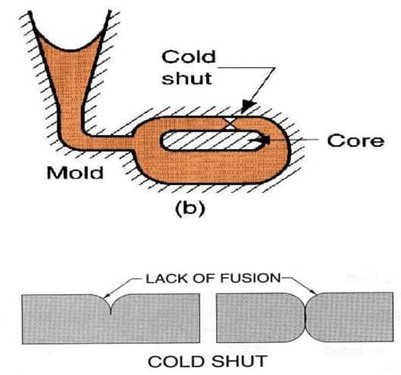 Cold
shut
Core
Mold
(b)
LACK OF FUSION
COLD SHUT